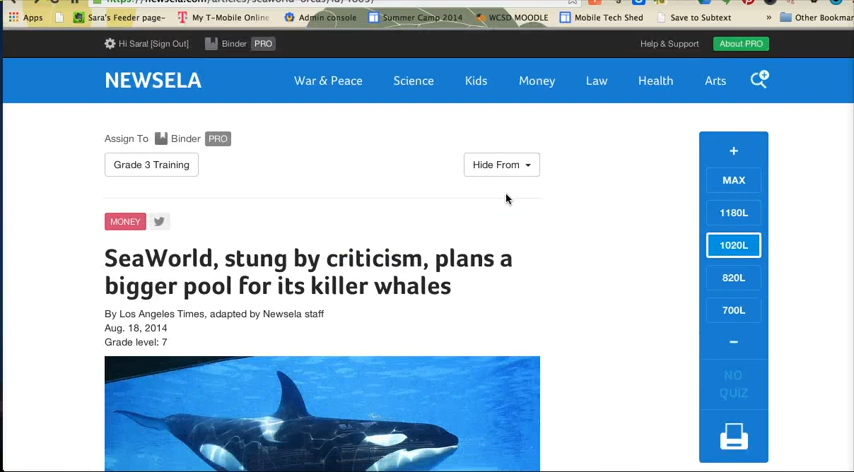 Apps
Sara's Feeder page-
My T-Mobile Online
Admin console
Summer Camp 2014
WCSD MOODLE
Mobile Tech Shed
Save to Subtext
»
Other Bookmar
Hi Sara! [Sign Out]
Binder PRO
Help & Support
About PRO
NEWSELA
War & Peace
Science
Kids
Money
Law
Health
Arts
Assign To Binder PRO
Grade 3 Training
Hide From
MONEY
SeaWorld, stung by criticism, plans a
bigger pool for its killer whales
By Los Angeles Times, adapted by Newsela staff
Aug. 18, 2014
Grade level: 7
+
MAX
1180L
1020L
820L
700L
−
NO
QUIZ